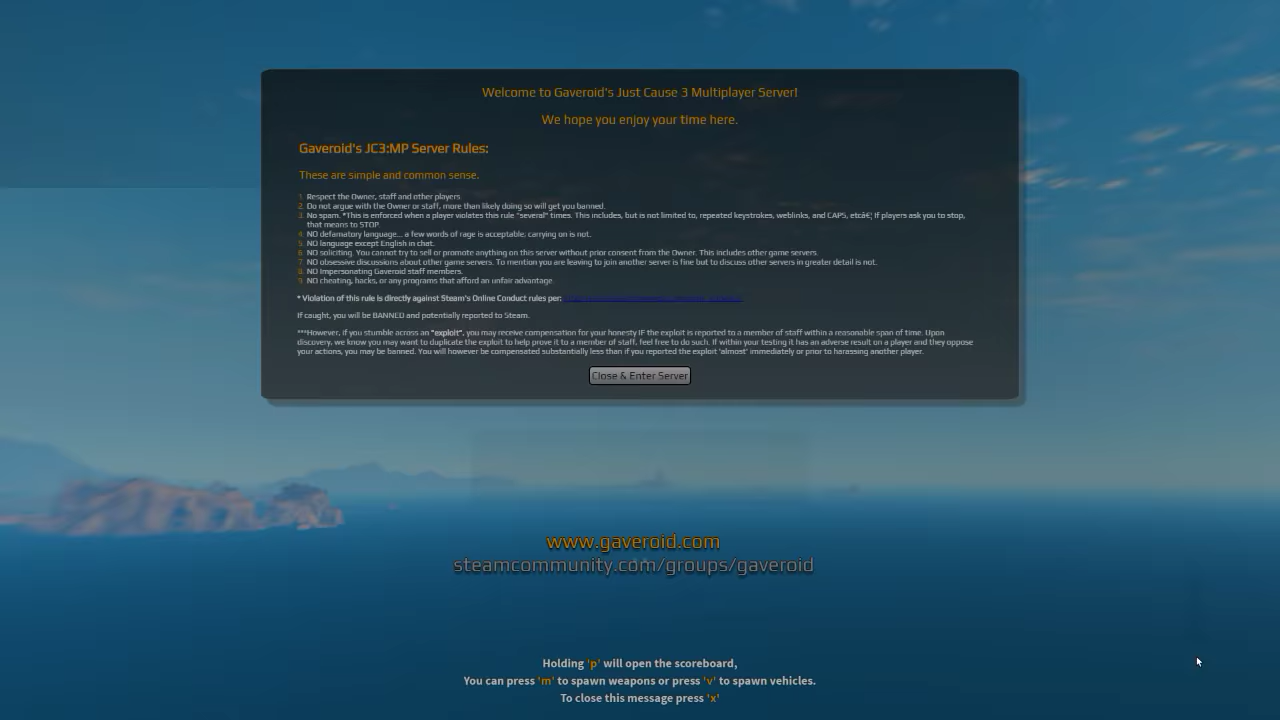 Welcome to Gaveroid's Just Cause 3 Multiplayer Server!
We hope you enjoy your time here.
Gaveroid's JC3:MP Server Rules:
These are simple and common sense.
1. Respect the Owner, staff and other players
2. Do not argue with the Owner or staff, more than likely doing so will get you banned.
3. No spam. *This is enforced when a player violates this rule "several" times. This includes, but is not limited to, repeated keystrokes, weblinks, and CAPS, etcâ€¦ If players ask you to stop,
that means to STOP.
4. NO defamatory language... a few words of rage is acceptable; carrying on is not.
5. NO language except English in chat.
6. NO soliciting. You cannot try to sell or promote anything on this server without prior consent from the Owner. This includes other game servers.
7. NO obsessive discussions about other game servers. To mention you are leaving to join another server is fine but to discuss other servers in greater detail is not.
8. NO Impersonating Gaveroid staff members.
9. NO cheating, hacks, or any programs that afford an unfair advantage
* Violation of this rule is directly against Steam's Online Conduct rules per:
If caught, you will be BANNED and potentially reported to Steam.
***However, if you stumble across an "exploit", you may receive compensation for your honesty IF the exploit is reported to a member of staff within a reasonable span of time. Upon
discovery, we know you may want to duplicate the exploit to help prove it to a member of staff, feel free to do such. If within your testing it has an adverse result on a player and they oppose
your actions, you may be banned. You will however be compensated substantially less than if you reported the exploit 'almost' immediately or prior to harassing another player.
Close & Enter Server
www.gaveroid.com
steamcommunity.com/groups/gaveroid
Holding 'p' will open the scoreboard,
You can press 'm' to spawn weapons or press 'v' to spawn vehicles.
To close this message press 'x'